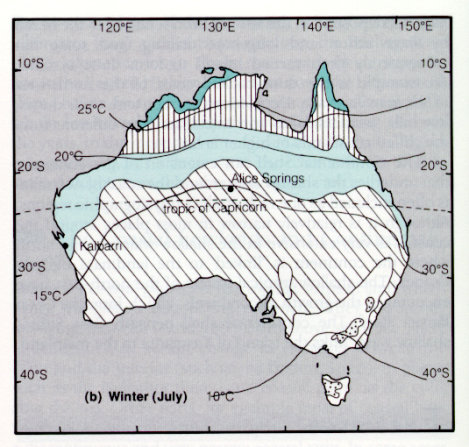 120°E 130°E 140°E 150°E
10°S 10°S
25°C
20°C
20°S 20°S
Alice Springs
tropic of Capricorn
Kalbarri
30°S 30°S
15°C
40°S 40°S
(b) Winter (July) 10°C